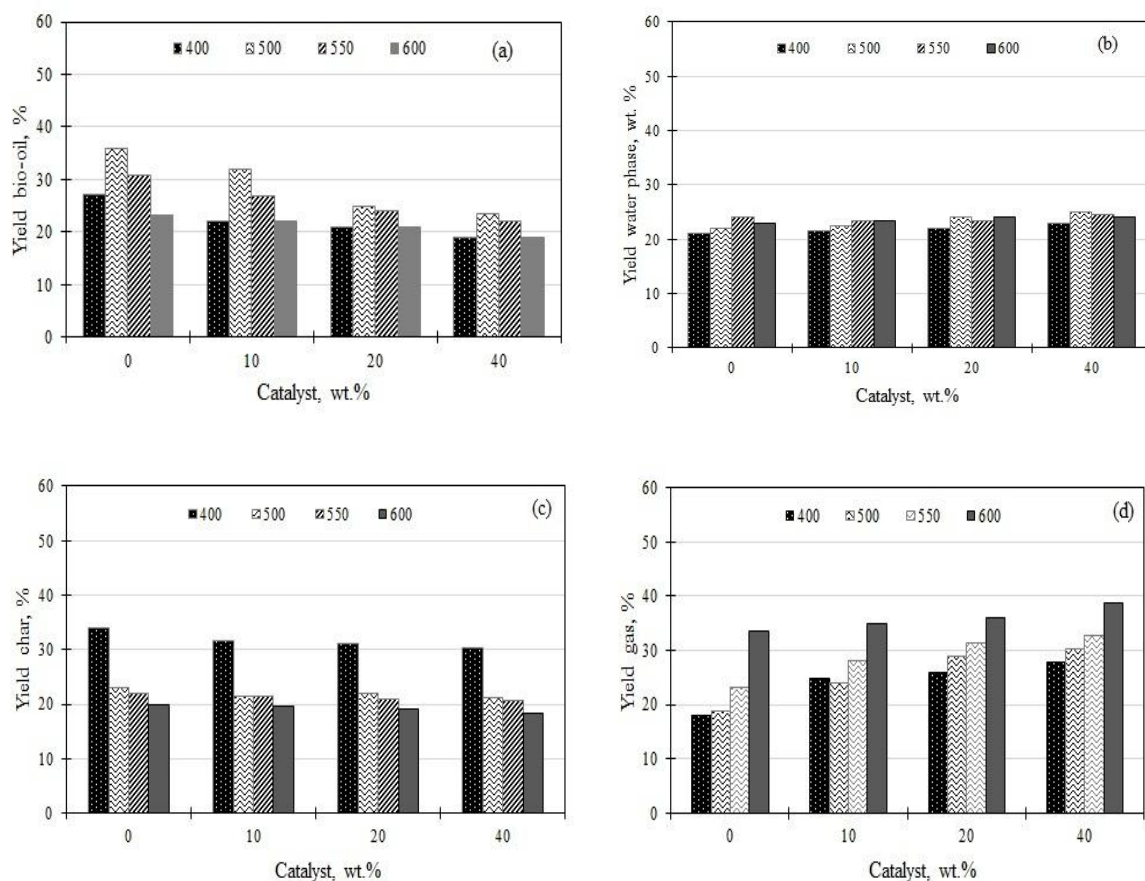 60
50
40
30
20
10
0
Yield bio-oil, %
400 500 550 600
(a)
0 10 20 40
Catalyst, wt.%
60
50
40
30
20
10
0
Yield water phase, wt. %
400 500 550 600
(b)
0 10 20 40
Catalyst, wt.%
60
50
40
30
20
10
0
Yield char, %
400 500 550 600
(c)
0 10 20 40
Catalyst, wt.%
60
50
40
30
20
10
0
Yield gas, %
400 500 550 600
(d)
0 10 20 40
Catalyst, wt.%